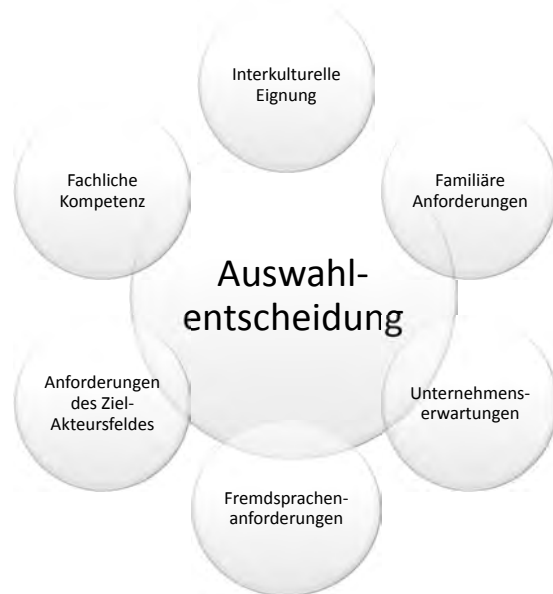 Interkulturelle
Eignung
Fachliche
Kompetenz
Familiäre
Anforderungen
Auswahl-
entscheidung
Anforderungen
des Ziel-
Akteursfeldes
Unternehmens-
erwartungen
Fremdsprachen-
anforderungen